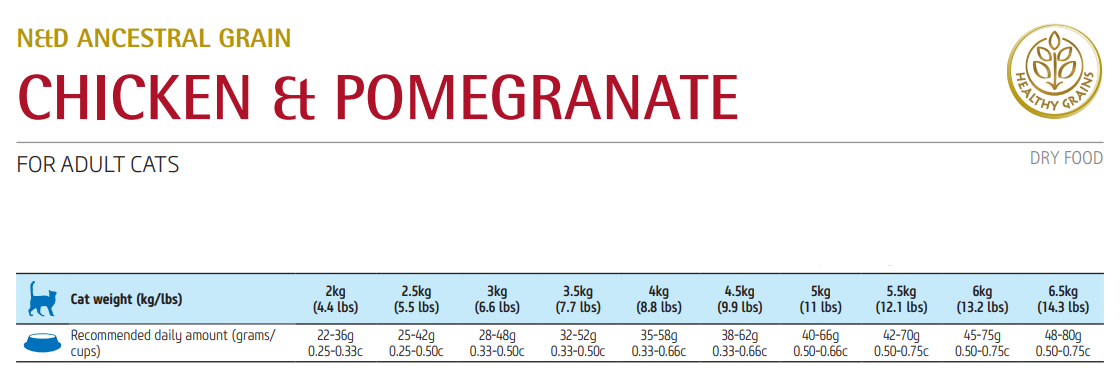 N&D ANCESTRAL GRAIN
CHICKEN & POMEGRANATE
HEALTHY GRAINS
FOR ADULT CATS
DRY FOOD
Cat weight (kg/lbs) 2kg (4.4 lbs) 2.5kg (5.5 lbs) 3kg (6.6 lbs) 3.5kg (7.7 lbs) 4kg (8.8 lbs) 4.5kg (9.9 lbs) 5kg (11 lbs) 5.5kg (12.1 lbs) 6kg (13.2 lbs) 6.5kg (14.3 lbs)
Recommended daily amount (grams/ 22-36g 25-42g 28-48g 32-52g 35-58g 38-62g 40-66g 42-70g 45-75g 48-80g
cups) 0.25-0.33c 0.25-0.50c 0.33-0.50c 0.33-0.50c 0.33-0.66c 0.33-0.66c 0.50-0.66c 0.50-0.75c 0.50-0.75c 0.50-0.75c